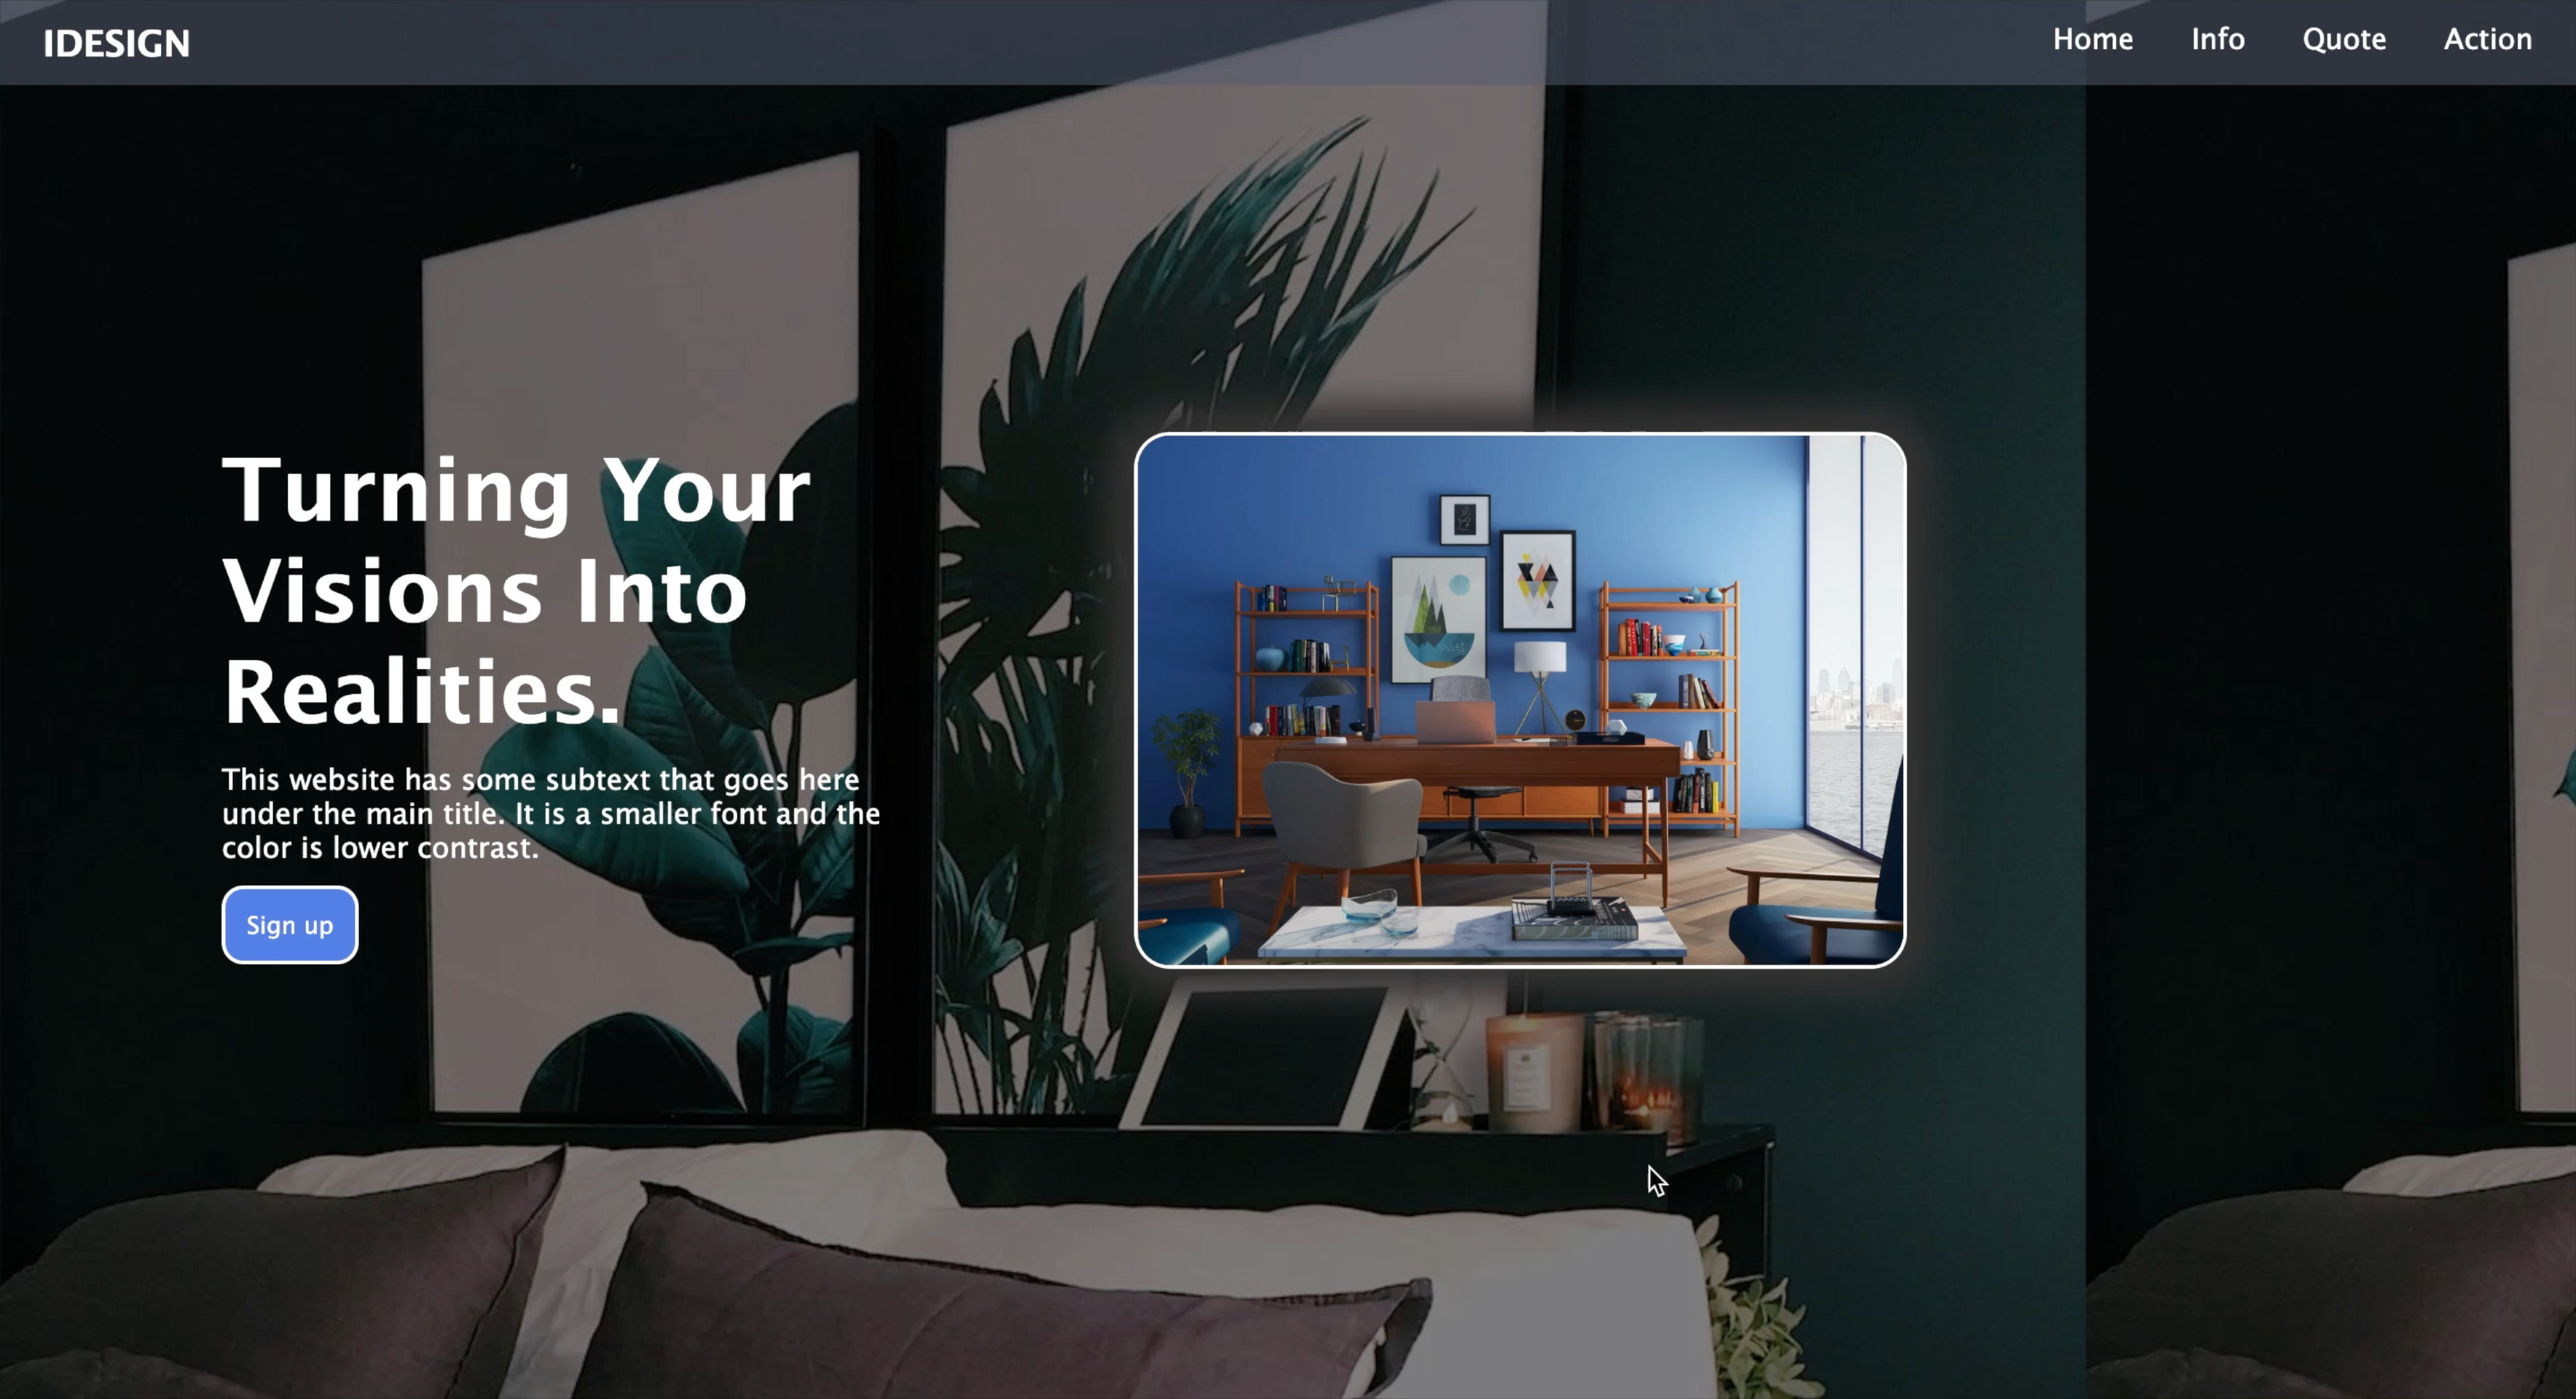 IDESIGN
Home Info Quote Action
Turning Your
Visions Into
Realities.
This website has some subtext that goes here
under the main title. It is a smaller font and the
color is lower contrast.
Sign up